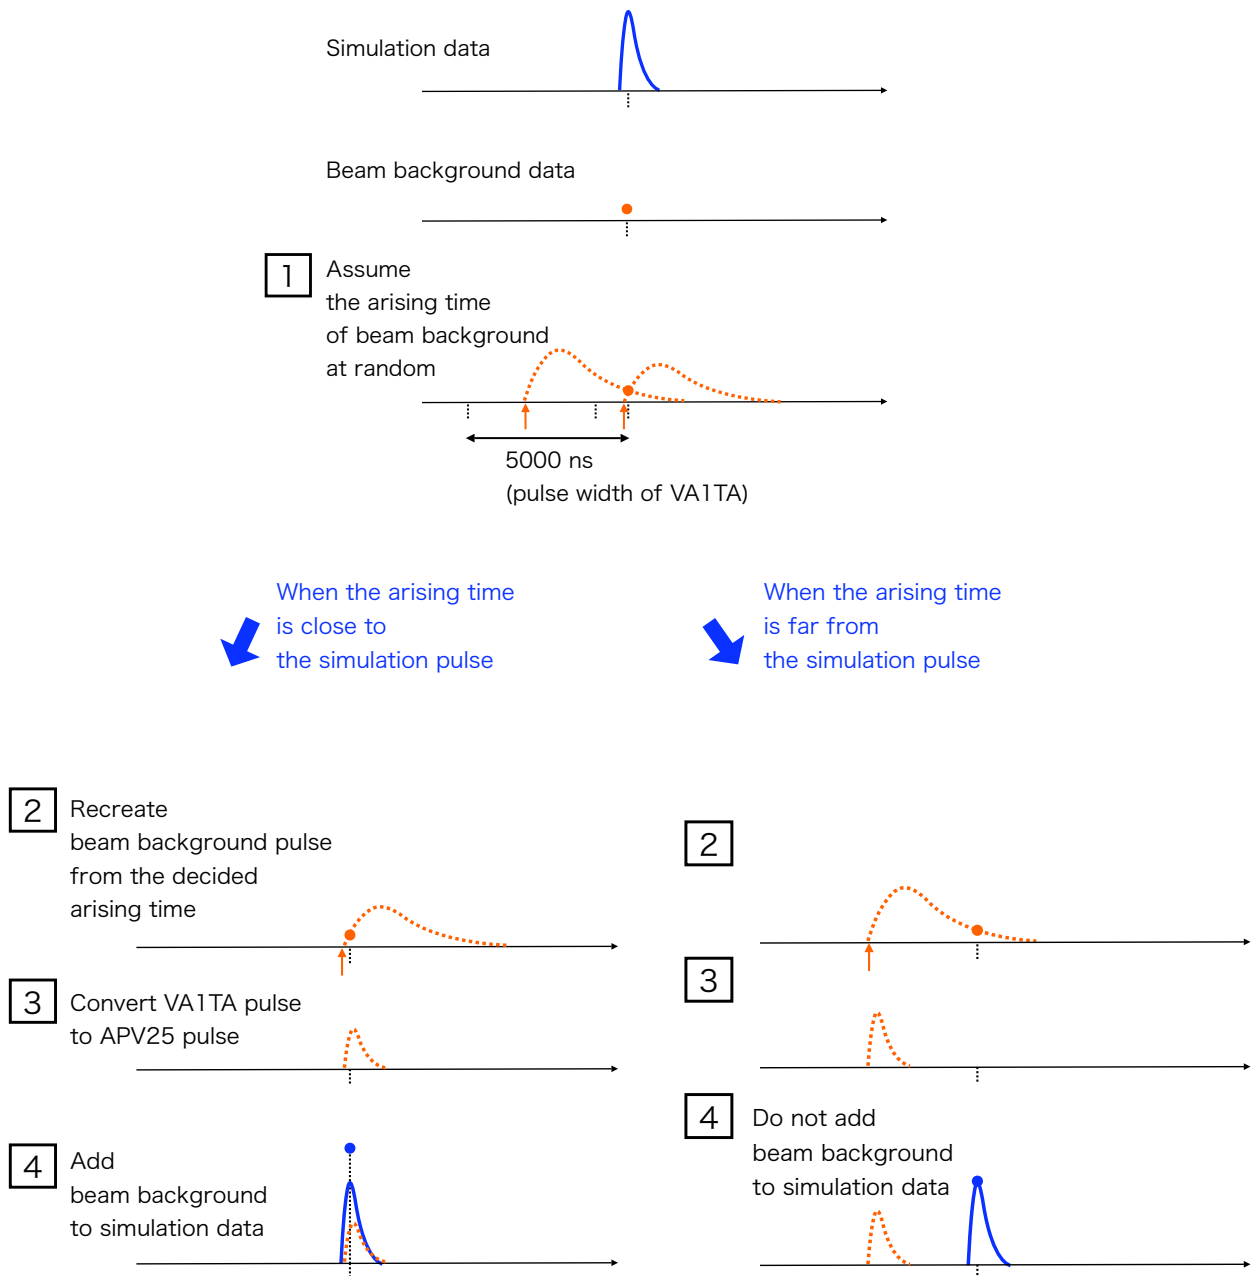 Simulation data
Beam background data
1
Assume
the arising time
of beam background
at random
5000 ns
(pulse width of VA1TA)
When the arising time
is close to
the simulation pulse
When the arising time
is far from
the simulation pulse
2
Recreate
beam background pulse
from the decided
arising time
3
Convert VA1TA pulse
to APV25 pulse
4
Add
beam background
to simulation data
2
3
4
Do not add
beam background
to simulation data